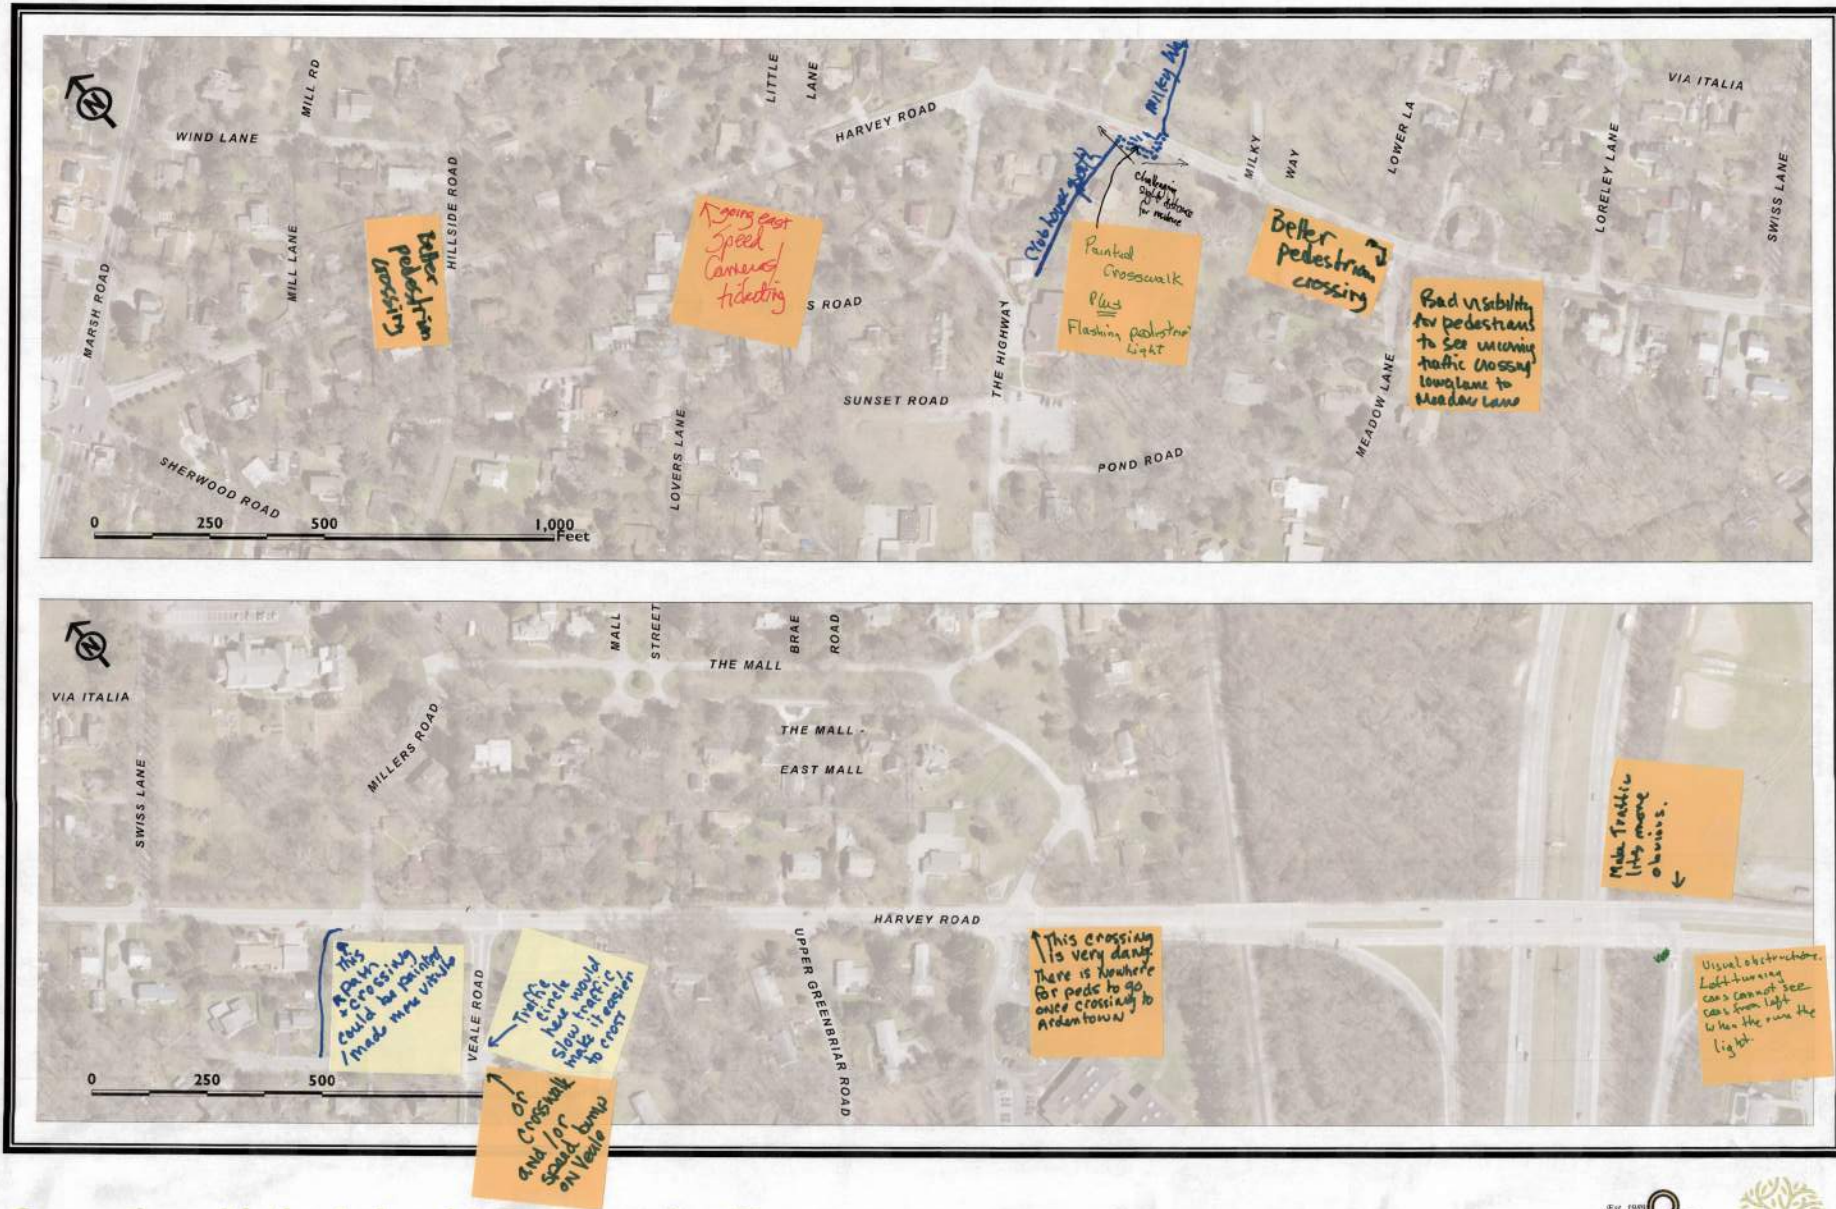 N
MILL RD
LITTLE
LANE
VIA ITALIA
WIND LANE
HARVEY ROAD
Milky
MILKY
WAY
LOWER LA
LORELEY LANE
SWISS LANE
HILLSIDE ROAD
MILL LANE
MARSH ROAD
Better
pedestrian
crossing
going east
Speed
Cameras/
ticketing
S ROAD
Club house path
challenging
sight distance
for
Painted
Crosswalk
Plus
Flashing pedestrian
Light
Better
pedestrian
crossing
Bad visibility
for pedestrians
to see
traffic crossing
to
Meadow Lane
THE HIGHWAY
MEADOW LANE
SUNSET ROAD
LOVERS LANE
POND ROAD
SHERWOOD ROAD
0 250 500 1,000
Feet
N
MALL
STREET
BRAE
ROAD
THE MALL
VIA ITALIA
MILLERS ROAD
THE MALL -
EAST MALL
SWISS LANE
Make Traffic
lits more
obvious.
HARVEY ROAD
This
path
+ crossing
could be painted
/ made more visible
VEALE ROAD
Traffic
circle
here would
slow traffic
make it easier
to cross
UPPER GREENBRIAR ROAD
This crossing
is very dang.
There is nowhere
for peds to go
once crossing to
Ardentown
Visual obstruction.
Left turning
cars cannot see
cars from left
when the run the
light.
0 250 500
or
Crosswalk
and/or
speed bump
on Veale